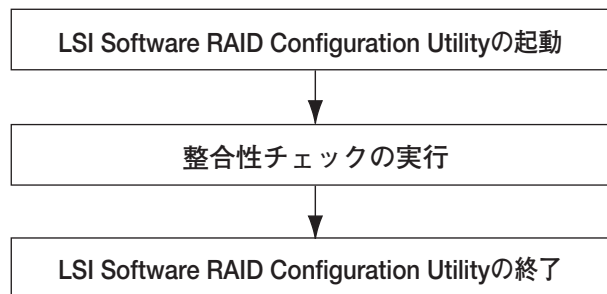 LSI Software RAID Configuration Utilityの起動
整合性チェックの実行
LSI Software RAID Configuration Utilityの終了